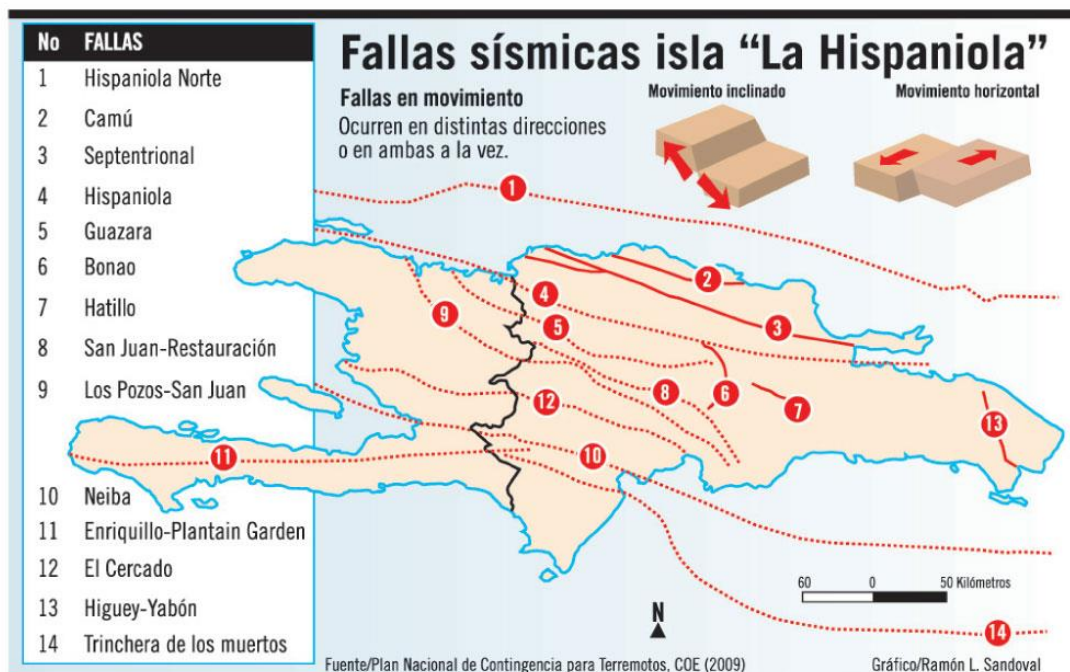 No FALLAS
1 Hispaniola Norte
2 Camú
3 Septentrional
4 Hispaniola
5 Guazara
6 Bonao
7 Hatillo
8 San Juan-Restauración
9 Los Pozos-San Juan
10 Neiba
11 Enriquillo-Plantain Garden
12 El Cercado
13 Higuey-Yabón
14 Trinchera de los muertos
Fallas sísmicas isla “La Hispaniola”
Fallas en movimiento
Ocurren en distintas direcciones
o en ambas a la vez.
Movimiento inclinado
Movimiento horizontal
1
2
4
9
3
5
8
6
12
7
13
11
10
60 0 50 Kilómetros
N
14
Fuente/Plan Nacional de Contingencia para Terremotos, COE (2009)
Gráfico/Ramón L. Sandoval